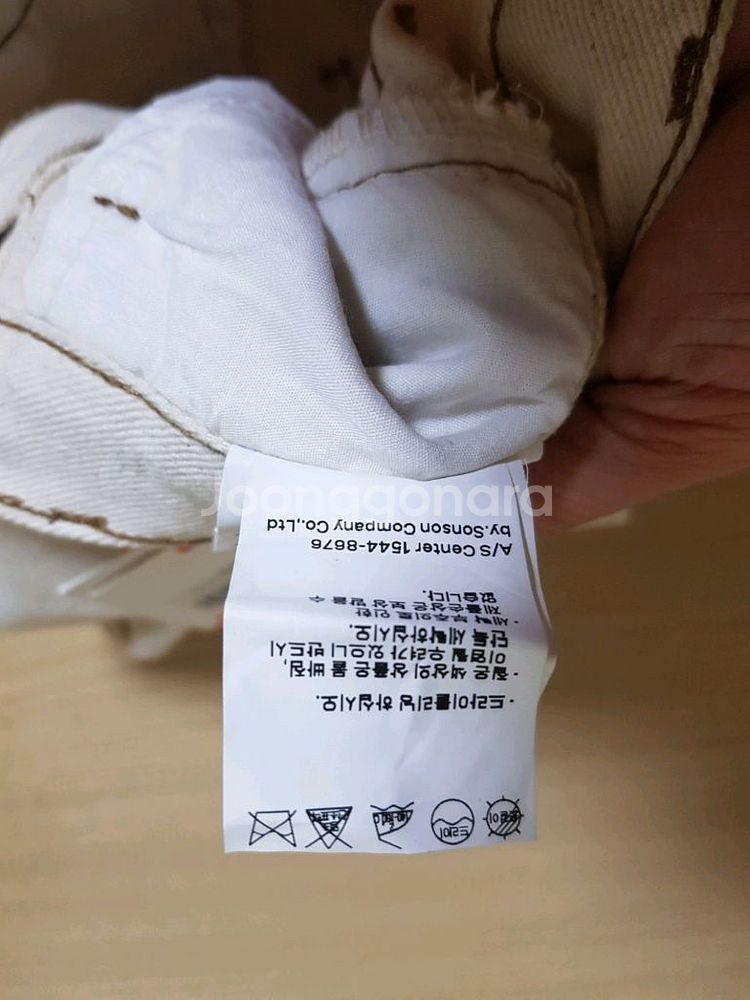 Joonggonara
드라이
· 드라이클리닝 하십시오.
· 짙은 색상의 상품은 물 빠짐,
이염될 우려가 있으니 반드시
단독 세탁하십시오.
· 세탁 부주의로 인한
제품손상은 보상 받을 수
없습니다.
A/S Center 1544-8676
by.Sonson Company Co.,Ltd